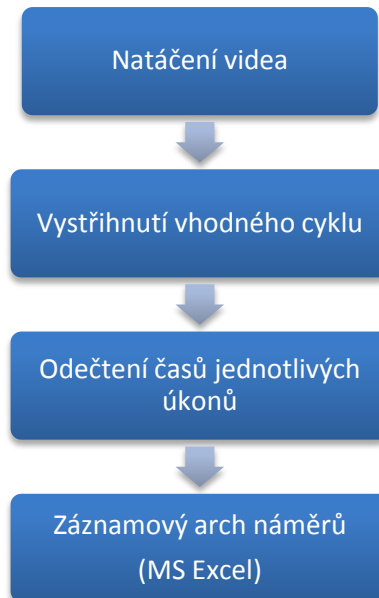 Natáčení videa
Vystřihnutí vhodného cyklu
Odečtení časů jednotlivých
úkonů
Záznamový arch náměrů
(MS Excel)